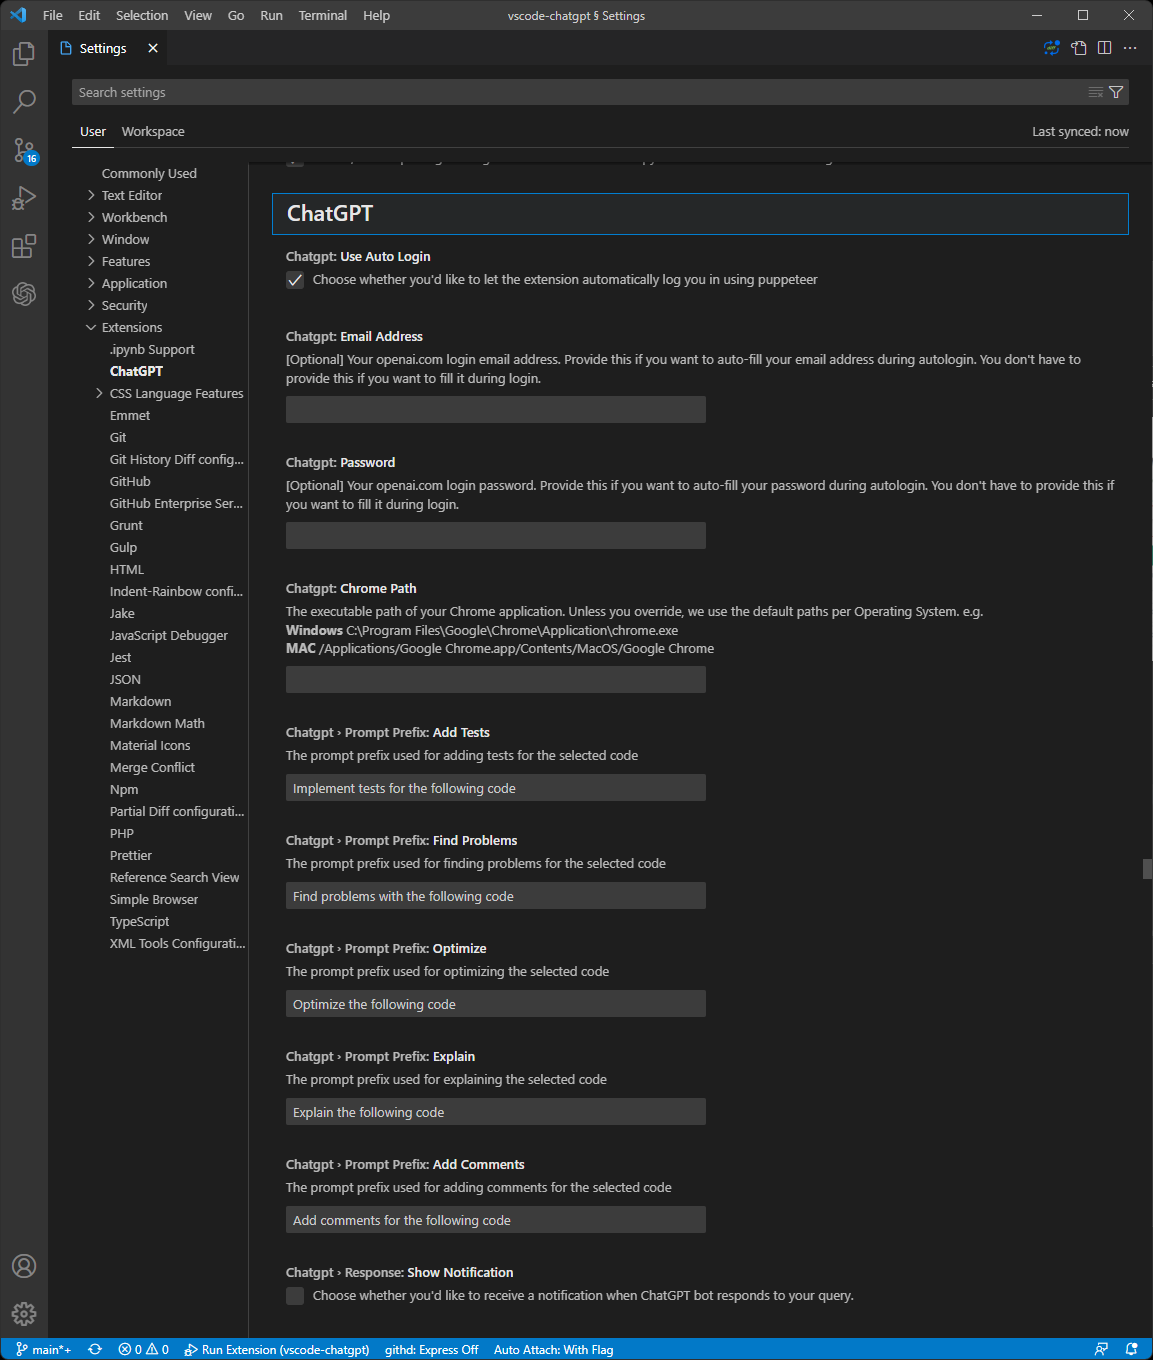 File Edit Selection View Go Run Terminal Help vscode-chatgpt § Settings
Settings
Search settings
User Workspace Last synced: now
Commonly Used
Text Editor
Workbench
Window
Features
Application
Security
Extensions
.ipynb Support
ChatGPT
CSS Language Features
Emmet
Git
Git History Diff config...
GitHub
GitHub Enterprise Ser...
Grunt
Gulp
HTML
Indent-Rainbow confi...
Jake
JavaScript Debugger
Jest
JSON
Markdown
Markdown Math
Material Icons
Merge Conflict
Npm
Partial Diff configurati...
PHP
Prettier
Reference Search View
Simple Browser
TypeScript
XML Tools Configurati...
ChatGPT
Chatgpt: Use Auto Login
Choose whether you'd like to let the extension automatically log you in using puppeteer
Chatgpt: Email Address
[Optional] Your openai.com login email address. Provide this if you want to auto-fill your email address during autologin. You don't have to
provide this if you want to fill it during login.
Chatgpt: Password
[Optional] Your openai.com login password. Provide this if you want to auto-fill your password during autologin. You don't have to provide this if
you want to fill it during login.
Chatgpt: Chrome Path
The executable path of your Chrome application. Unless you override, we use the default paths per Operating System. e.g.
Windows C:\Program Files\Google\Chrome\Application\chrome.exe
MAC /Applications/Google Chrome.app/Contents/MacOS/Google Chrome
Chatgpt › Prompt Prefix: Add Tests
The prompt prefix used for adding tests for the selected code
Implement tests for the following code
Chatgpt › Prompt Prefix: Find Problems
The prompt prefix used for finding problems for the selected code
Find problems with the following code
Chatgpt › Prompt Prefix: Optimize
The prompt prefix used for optimizing the selected code
Optimize the following code
Chatgpt › Prompt Prefix: Explain
The prompt prefix used for explaining the selected code
Explain the following code
Chatgpt › Prompt Prefix: Add Comments
The prompt prefix used for adding comments for the selected code
Add comments for the following code
Chatgpt › Response: Show Notification
Choose whether you'd like to receive a notification when ChatGPT bot responds to your query.
16
main*+ 0 0 Run Extension (vscode-chatgpt) githd: Express Off Auto Attach: With Flag